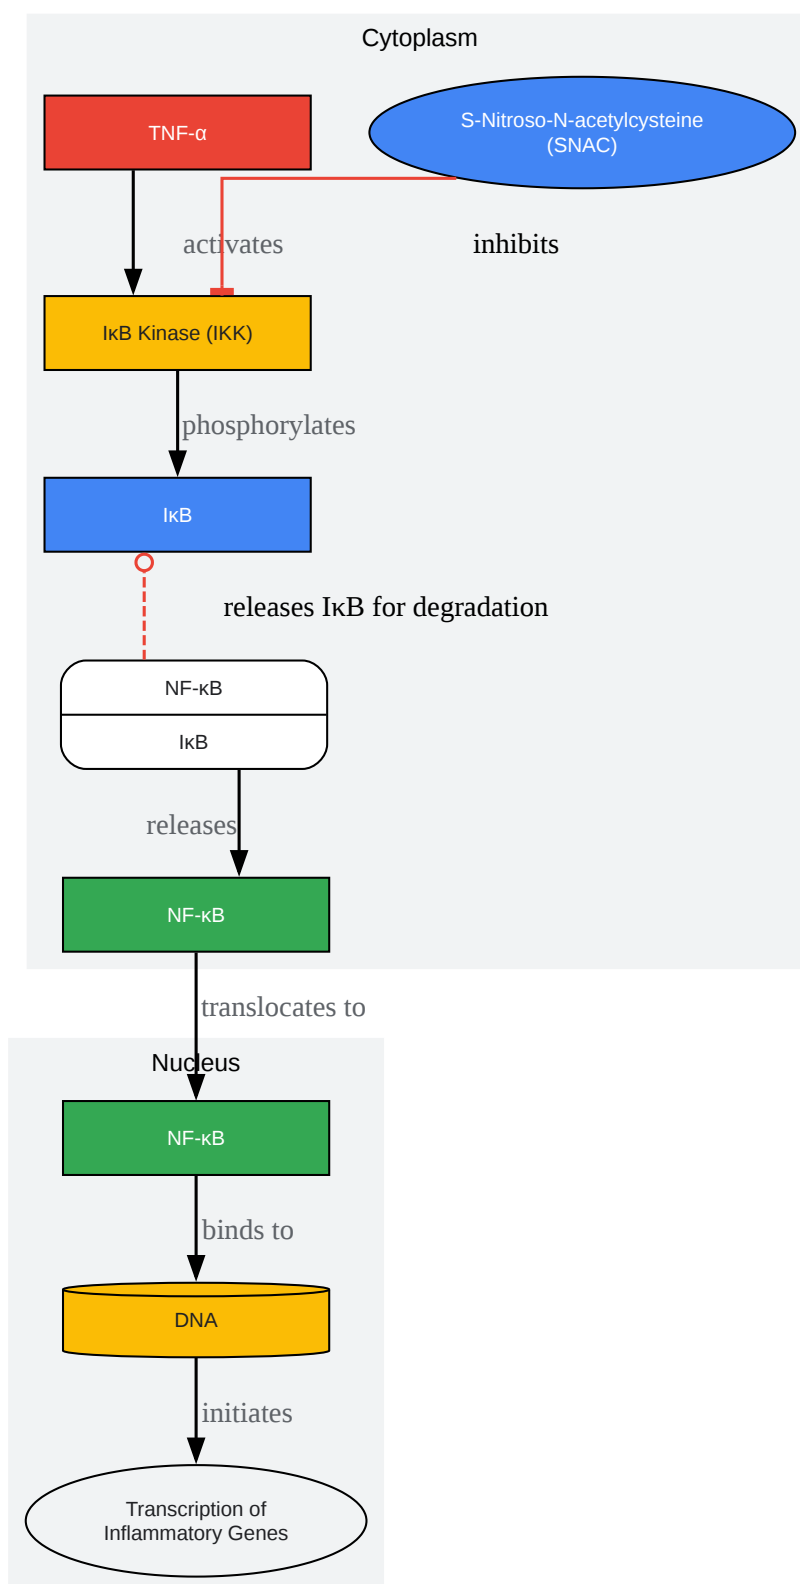 Cytoplasm
TNF-α
S-Nitroso-N-acetylcysteine
(SNAC)
activates
inhibits
IκB Kinase (IKK)
phosphorylates
IκB
releases IκB for degradation
NF-κB
IκB
releases
NF-κB
translocates to
Nucleus
NF-κB
binds to
DNA
initiates
Transcription of
Inflammatory Genes